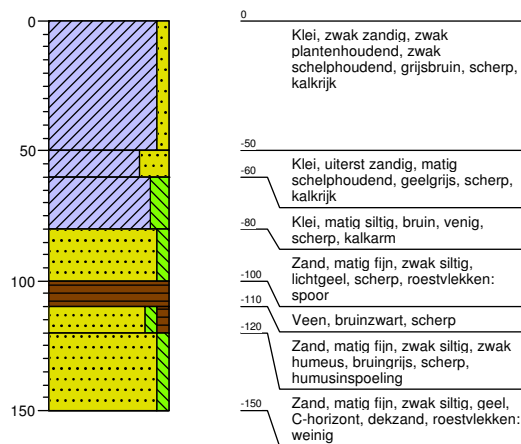 0
50
100
150
0
Klei, zwak zandig, zwak
plantenhoudend, zwak
schelphoudend, grijsbruin, scherp,
kalkrijk
-50
Klei, uiterst zandig, matig
schelphoudend, geelgrijs, scherp,
kalkrijk
-60
Klei, matig siltig, bruin, venig,
scherp, kalkarm
-80
Zand, matig fijn, zwak siltig,
lichtgeel, scherp, roestvlekken:
spoor
-100
Veen, bruinzwart, scherp
-110
Zand, matig fijn, zwak siltig, zwak
humeus, bruingrijs, scherp,
humusinspoeling
-120
Zand, matig fijn, zwak siltig, geel,
C-horizont, dekzand, roestvlekken:
weinig
-150